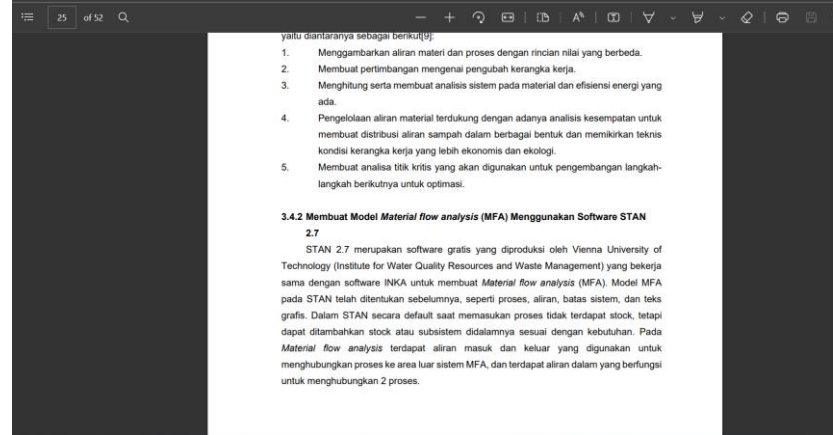 25 of 52
yaitu diantaranya sebagai berikut[9]:
1. Menggambarkan aliran materi dan proses dengan rincian nilai yang berbeda.
2. Membuat pertimbangan mengenai pengubah kerangka kerja.
3. Menghitung serta membuat analisis sistem pada material dan efisiensi energi yang
ada.
4. Pengelolaan aliran material terdukung dengan adanya analisis kesempatan untuk
membuat distribusi aliran sampah dalam berbagai bentuk dan memikirkan teknis
kondisi kerangka kerja yang lebih ekonomis dan ekologi.
5. Membuat analisa titik kritis yang akan digunakan untuk pengembangan langkah-
langkah berikutnya untuk optimasi.
3.4.2 Membuat Model Material flow analysis (MFA) Menggunakan Software STAN
2.7
STAN 2.7 merupakan software gratis yang diproduksi oleh Vienna University of
Technology (Institute for Water Quality Resources and Waste Management) yang bekerja
sama dengan software INKA untuk membuat Material flow analysis (MFA). Model MFA
pada STAN telah ditentukan sebelumnya, seperti proses, aliran, batas sistem, dan teks
grafis. Dalam STAN secara default saat memasukan proses tidak terdapat stock, tetapi
dapat ditambahkan stock atau subsistem didalamnya sesuai dengan kebutuhan. Pada
Material flow analysis terdapat aliran masuk dan keluar yang digunakan untuk
menghubungkan proses ke area luar sistem MFA, dan terdapat aliran dalam yang berfungsi
untuk menghubungkan 2 proses.